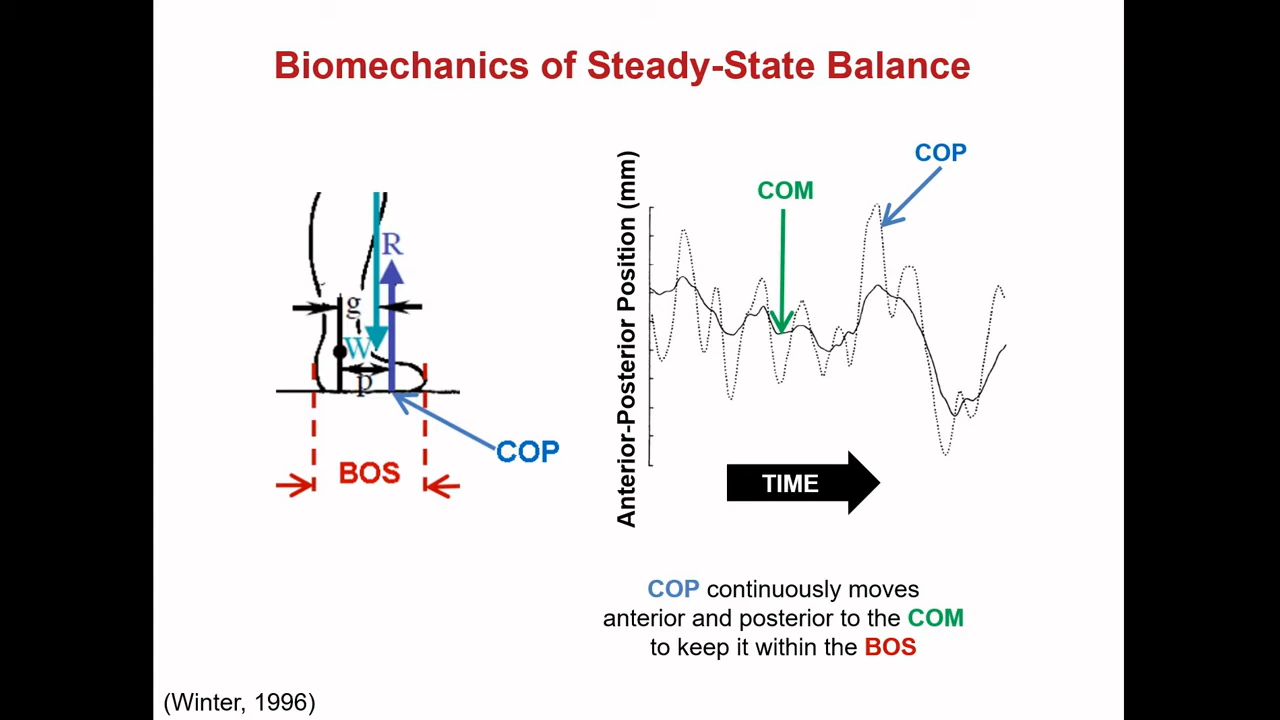 Biomechanics of Steady-State Balance
R
g
W
p
COP
BOS
Anterior-Posterior Position (mm)
COM
COP
TIME
COP continuously moves
anterior and posterior to the COM
to keep it within the BOS
(Winter, 1996)